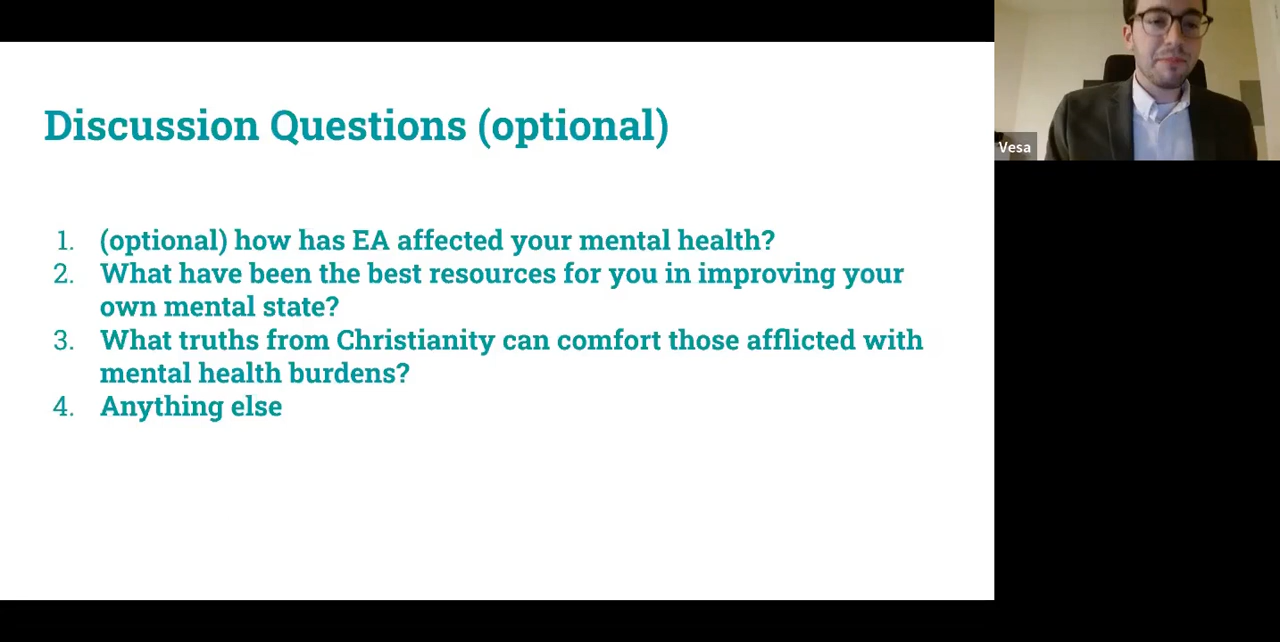 Discussion Questions (optional)
1. (optional) how has EA affected your mental health?
2. What have been the best resources for you in improving your
own mental state?
3. What truths from Christianity can comfort those afflicted with
mental health burdens?
4. Anything else
Vesa